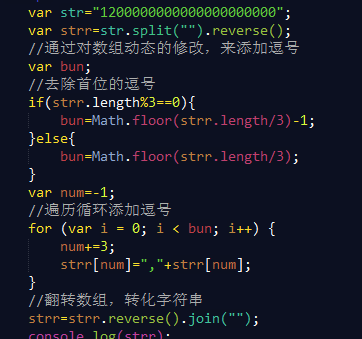 var str="1200000000000000000000";
var strr=str.split("").reverse();
//通过对数组动态的修改，来添加逗号
var bun;
//去除首位的逗号
if(strr.length%3==0){
bun=Math.floor(strr.length/3)-1;
}else{
bun=Math.floor(strr.length/3);
}
var num=-1;
//遍历循环添加逗号
for (var i = 0; i < bun; i++) {
num+=3;
strr[num]=","+strr[num];
}
//翻转数组，转化字符串
strr=strr.reverse().join("");
console.log(strr);